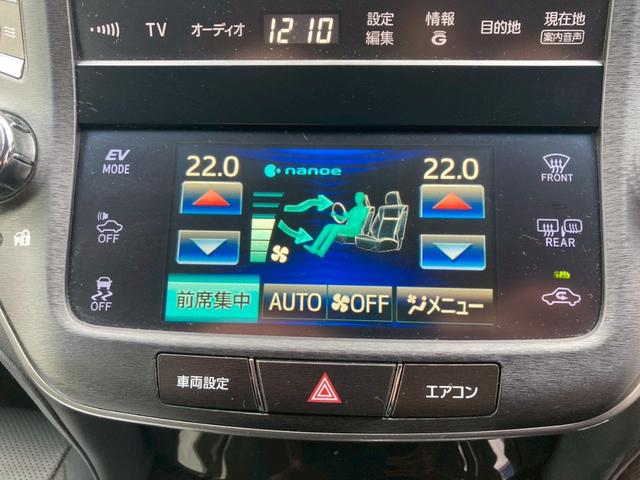 TV オーディオ 12:10 設定 編集 情報 G 目的地 現在地 案内音声
EV MODE
22.0 nanoe 22.0
FRONT
OFF
REAR
OFF
前席集中 AUTO OFF メニュー
車両設定 エアコン